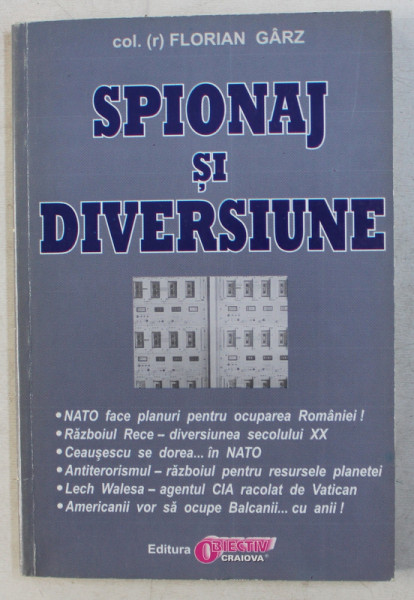 col. (r) FLORIAN GÂRZ
SPIONAJ
ȘI
DIVERSIUNE
• NATO face planuri pentru ocuparea României !
• Războiul Rece – diversiunea secolului XX
• Ceaușescu se dorea... în NATO
• Antiterorismul – războiul pentru resursele planetei
• Lech Walesa – agentul CIA racolat de Vatican
• Americanii vor să ocupe Balcanii... cu anii !
Editura OBIECTIV
CRAIOVA